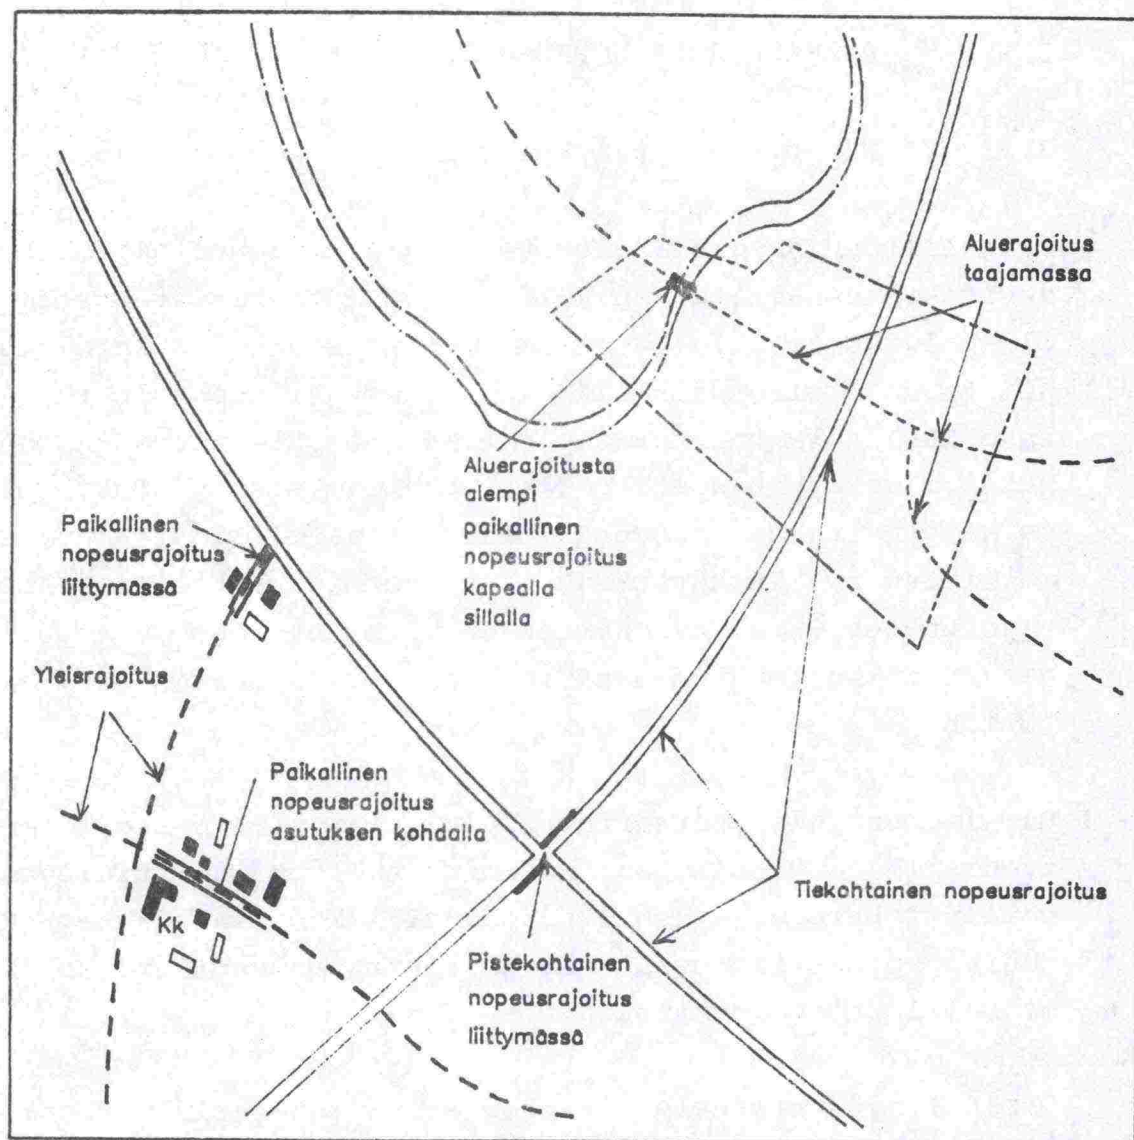 Aluerajoitus
taajamassa
Aluerajoitusta
alempi
paikallinen
nopeusrajoitus
kapealla
sillalla
Paikallinen
nopeusrajoitus
liittymässä
Yleisrajoitus
Paikallinen
nopeusrajoitus
asutuksen kohdalla
Kk
Tiekohtainen nopeusrajoitus
Pistekohtainen
nopeusrajoitus
liittymässä